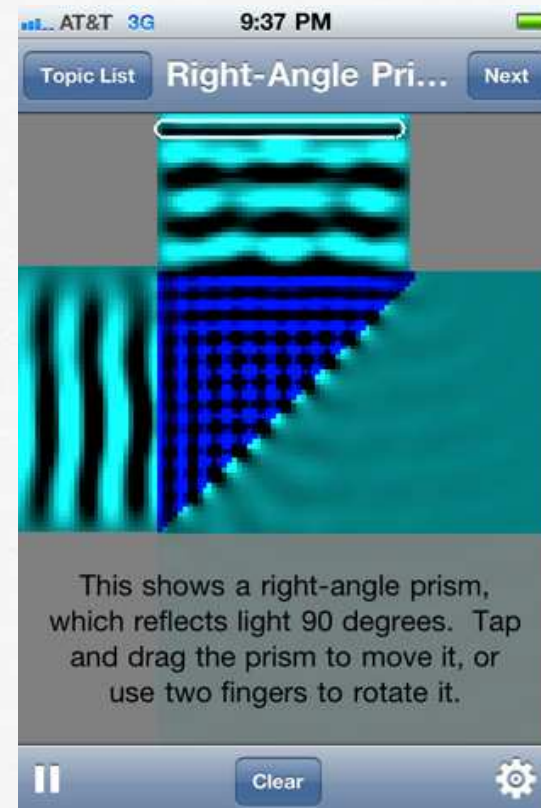 AT&T 3G 9:37 PM
Topic List Right-Angle Pri... Next
This shows a right-angle prism,
which reflects light 90 degrees. Tap
and drag the prism to move it, or
use two fingers to rotate it.
Clear